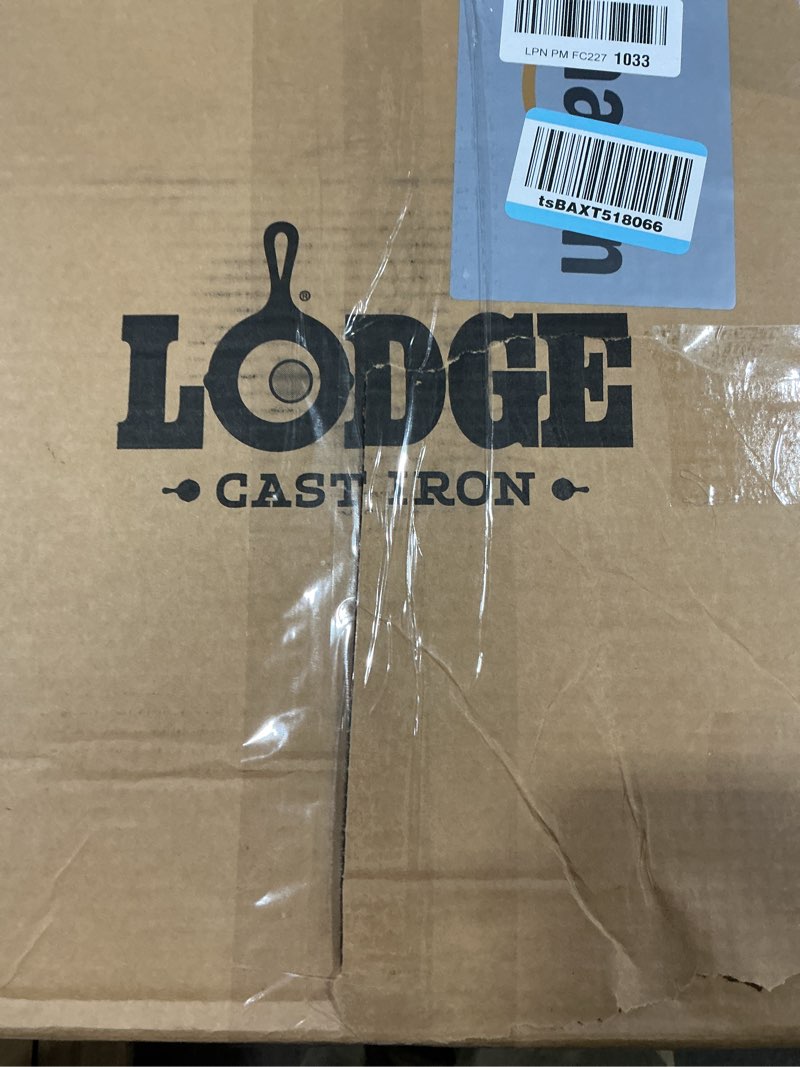 LPN PM FC227 1033
tsBAXT518066
LODGE®
CAST IRON